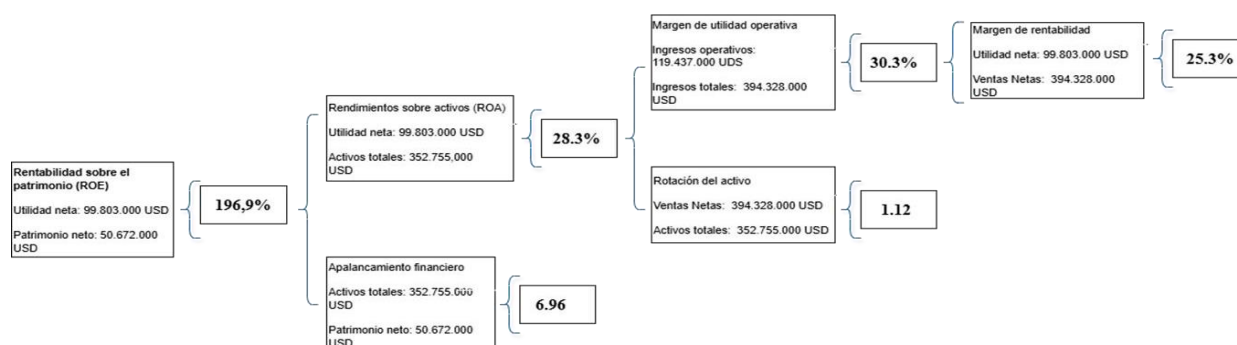 Rentabilidad sobre el
patrimonio (ROE)
Utilidad neta: 99.803.000 USD
Patrimonio neto: 50.672.000
USD
196,9%
Rendimientos sobre activos (ROA)
Utilidad neta: 99.803.000 USD
Activos totales: 352.755,000
USD
28.3%
Apalancamiento financiero
Activos totales: 352.755.000
USD
Patrimonio neto: 50.672.000
USD
6.96
Margen de utilidad operativa
Ingresos operativos:
119.437.000 UDS
Ingresos totales: 394.328.000
USD
30.3%
Rotación del activo
Ventas Netas: 394.328.000 USD
Activos totales: 352.755.000 USD
1.12
Margen de rentabilidad
Utilidad neta: 99.803.000 USD
Ventas Netas: 394.328.000
USD
25.3%